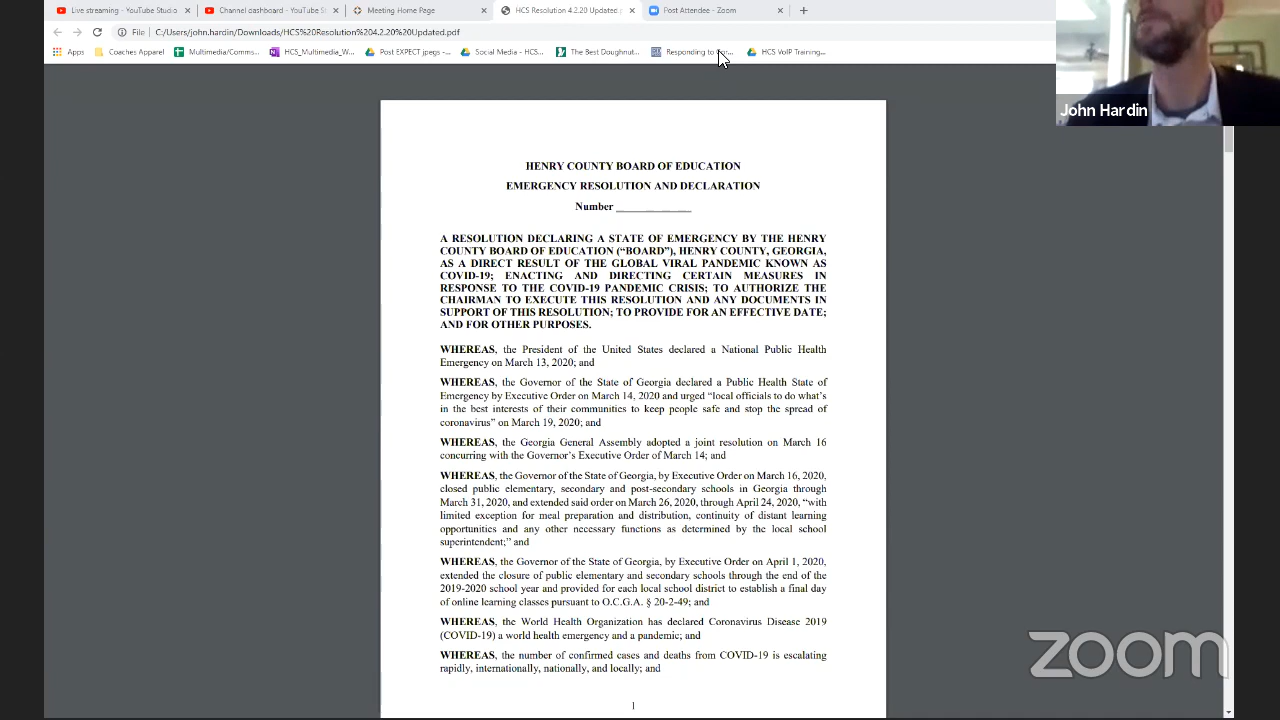 Live streaming - YouTube Studio
Channel dashboard - YouTube S
Meeting Home Page
HCS Resolution 4.2.20 Updated.p
Post Attendee - Zoom
File
C:/Users/john.hardin/Downloads/HCS%20Resolution%204.2.20%20Updated.pdf
Apps
Coaches Apparel
Multimedia/Comms...
HCS_Multimedia_W...
Post EXPECT jpegs -...
Social Media - HCS...
The Best Doughnut...
Responding to
HCS VoIP Training...
John Hardin
HENRY COUNTY BOARD OF EDUCATION
EMERGENCY RESOLUTION AND DECLARATION
Number ______________
A RESOLUTION DECLARING A STATE OF EMERGENCY BY THE HENRY
COUNTY BOARD OF EDUCATION (“BOARD”), HENRY COUNTY, GEORGIA,
AS A DIRECT RESULT OF THE GLOBAL VIRAL PANDEMIC KNOWN AS
COVID-19; ENACTING AND DIRECTING CERTAIN MEASURES IN
RESPONSE TO THE COVID-19 PANDEMIC CRISIS; TO AUTHORIZE THE
CHAIRMAN TO EXECUTE THIS RESOLUTION AND ANY DOCUMENTS IN
SUPPORT OF THIS RESOLUTION; TO PROVIDE FOR AN EFFECTIVE DATE;
AND FOR OTHER PURPOSES.
WHEREAS, the President of the United States declared a National Public Health
Emergency on March 13, 2020; and
WHEREAS, the Governor of the State of Georgia declared a Public Health State of
Emergency by Executive Order on March 14, 2020 and urged “local officials to do what’s
in the best interests of their communities to keep people safe and stop the spread of
coronavirus” on March 19, 2020; and
WHEREAS, the Georgia General Assembly adopted a joint resolution on March 16
concurring with the Governor’s Executive Order of March 14; and
WHEREAS, the Governor of the State of Georgia, by Executive Order on March 16, 2020,
closed public elementary, secondary and post-secondary schools in Georgia through
March 31, 2020, and extended said order on March 26, 2020, through April 24, 2020, “with
limited exception for meal preparation and distribution, continuity of distant learning
opportunities and any other necessary functions as determined by the local school
superintendent;” and
WHEREAS, the Governor of the State of Georgia, by Executive Order on April 1, 2020,
extended the closure of public elementary and secondary schools through the end of the
2019-2020 school year and provided for each local school district to establish a final day
of online learning classes pursuant to O.C.G.A. § 20-2-49; and
WHEREAS, the World Health Organization has declared Coronavirus Disease 2019
(COVID-19) a world health emergency and a pandemic; and
WHEREAS, the number of confirmed cases and deaths from COVID-19 is escalating
rapidly, internationally, nationally, and locally; and
1
zoom